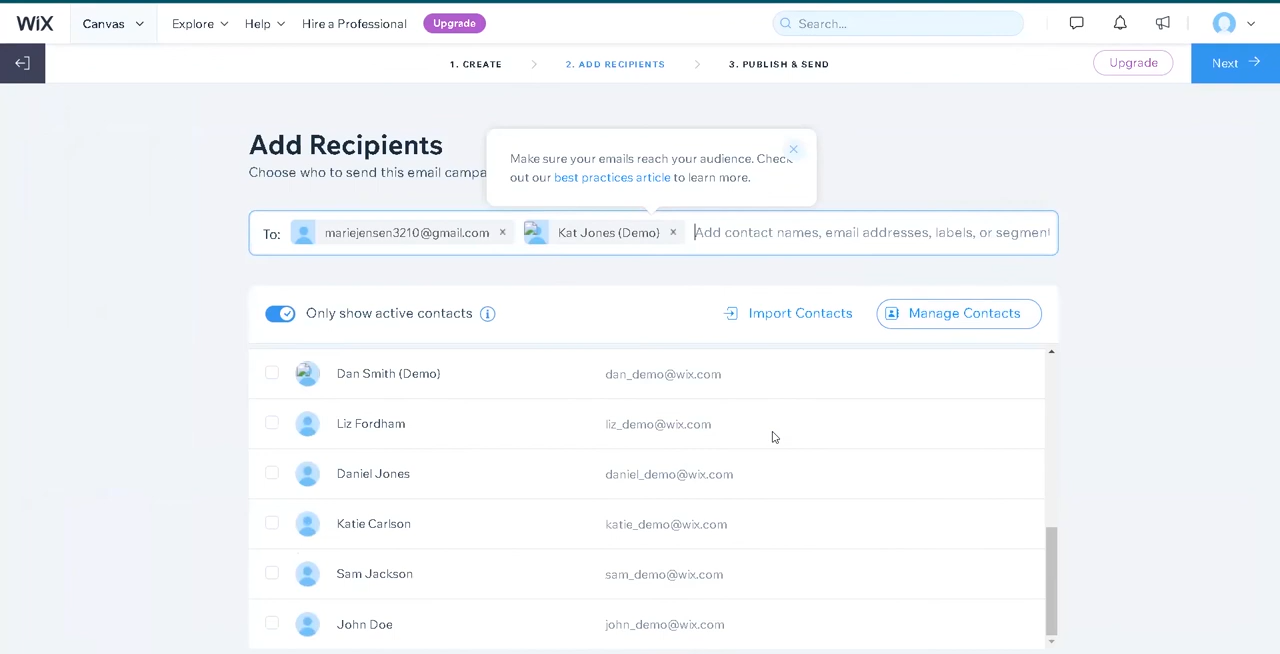 WiX Canvas Explore Help Hire a Professional Upgrade Search...
1. CREATE 2. ADD RECIPIENTS 3. PUBLISH & SEND Upgrade Next
Add Recipients
Choose who to send this email campa
Make sure your emails reach your audience. Check
out our best practices article to learn more.
To: mariejensen3210@gmail.com × Kat Jones (Demo) × Add contact names, email addresses, labels, or segment
Only show active contacts Import Contacts Manage Contacts
Dan Smith (Demo) dan_demo@wix.com
Liz Fordham liz_demo@wix.com
Daniel Jones daniel_demo@wix.com
Katie Carlson katie_demo@wix.com
Sam Jackson sam_demo@wix.com
John Doe john_demo@wix.com